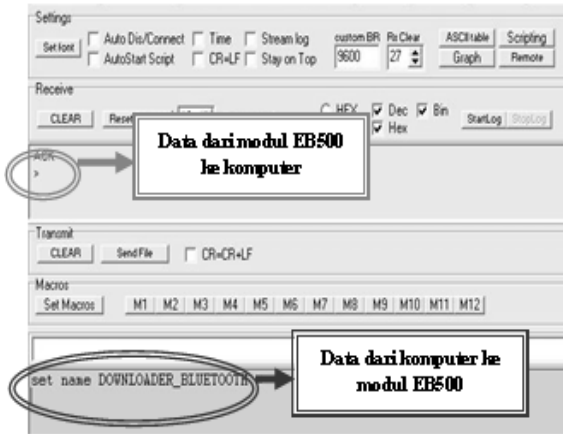 Settings
Set font Auto Dis/Connect Time Stream log custom BR Rx Clear ASCII table Scripting
AutoStart Script CR=LF Stay on Top 9600 27 Graph Remote
Receive
CLEAR HEX Dec Bin StartLog StopLog
Hex
Data dari modul EB500
ke komputer
ACK
>
Transmit
CLEAR Send File CR=CR+LF
Macros
Set Macros M1 M2 M3 M4 M5 M6 M7 M8 M9 M10 M11 M12
set name DOWNLOADER_BLUETOOTH
Data dari komputer ke
modul EB500